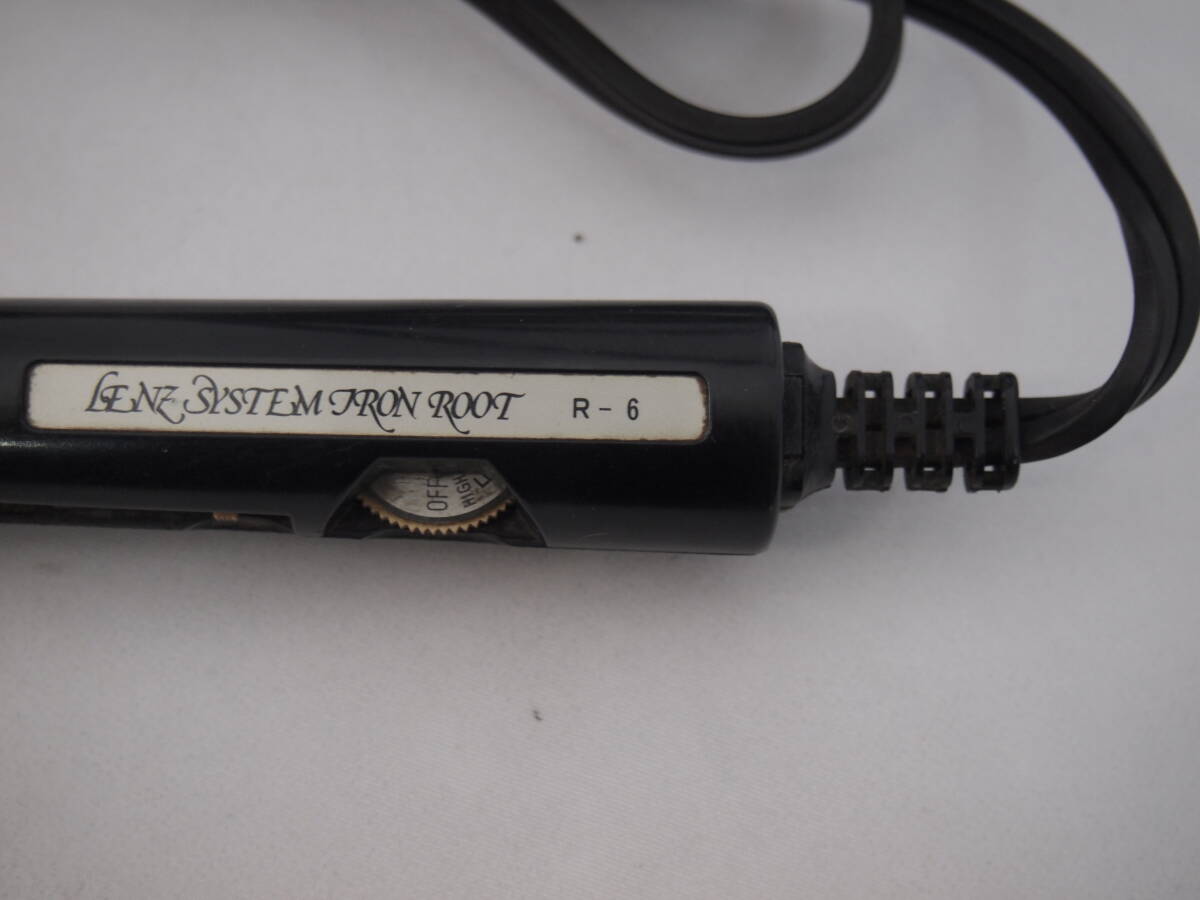 LENZ SYSTEM IRON ROOT R-6
OFF
HIGH